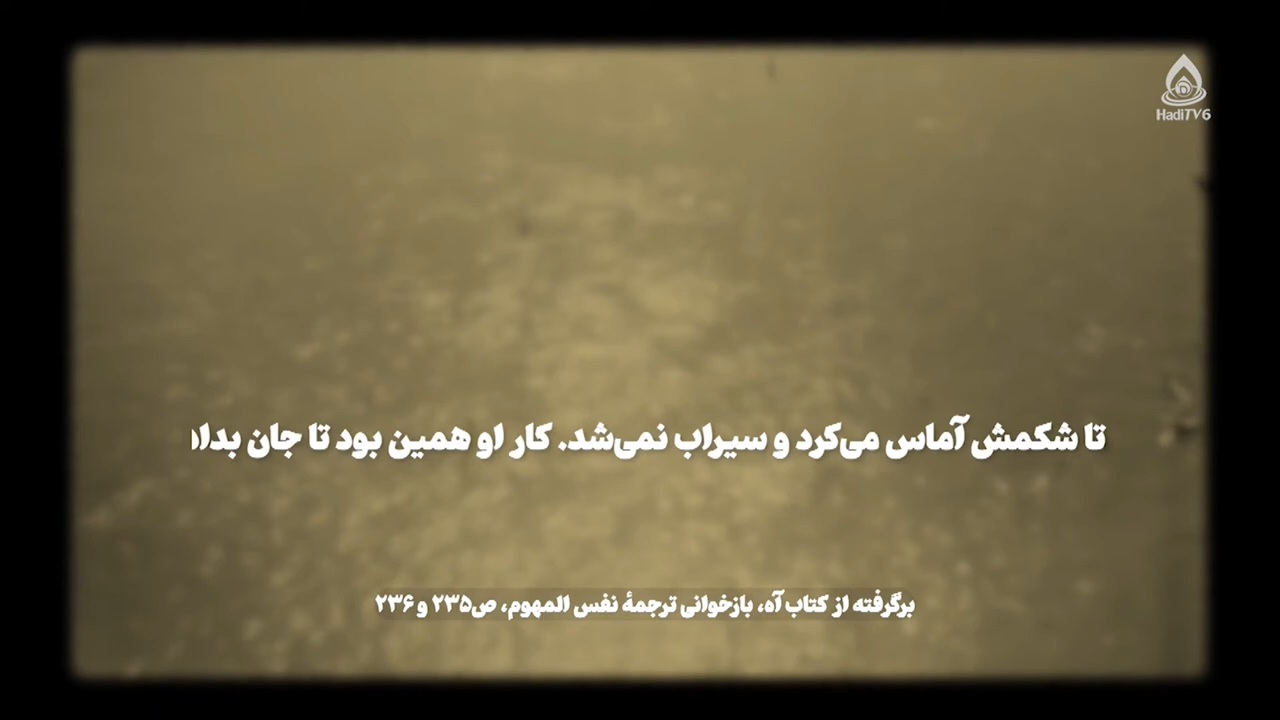 HadiTV6
تا شکمش آماس می‌کرد و سیراب نمی‌شد. کار او همین بود تا جان
برگرفته از کتاب آه، بازخوانی ترجمهٔ نفس المهموم، ص۲۳۵ و ۲۳۶